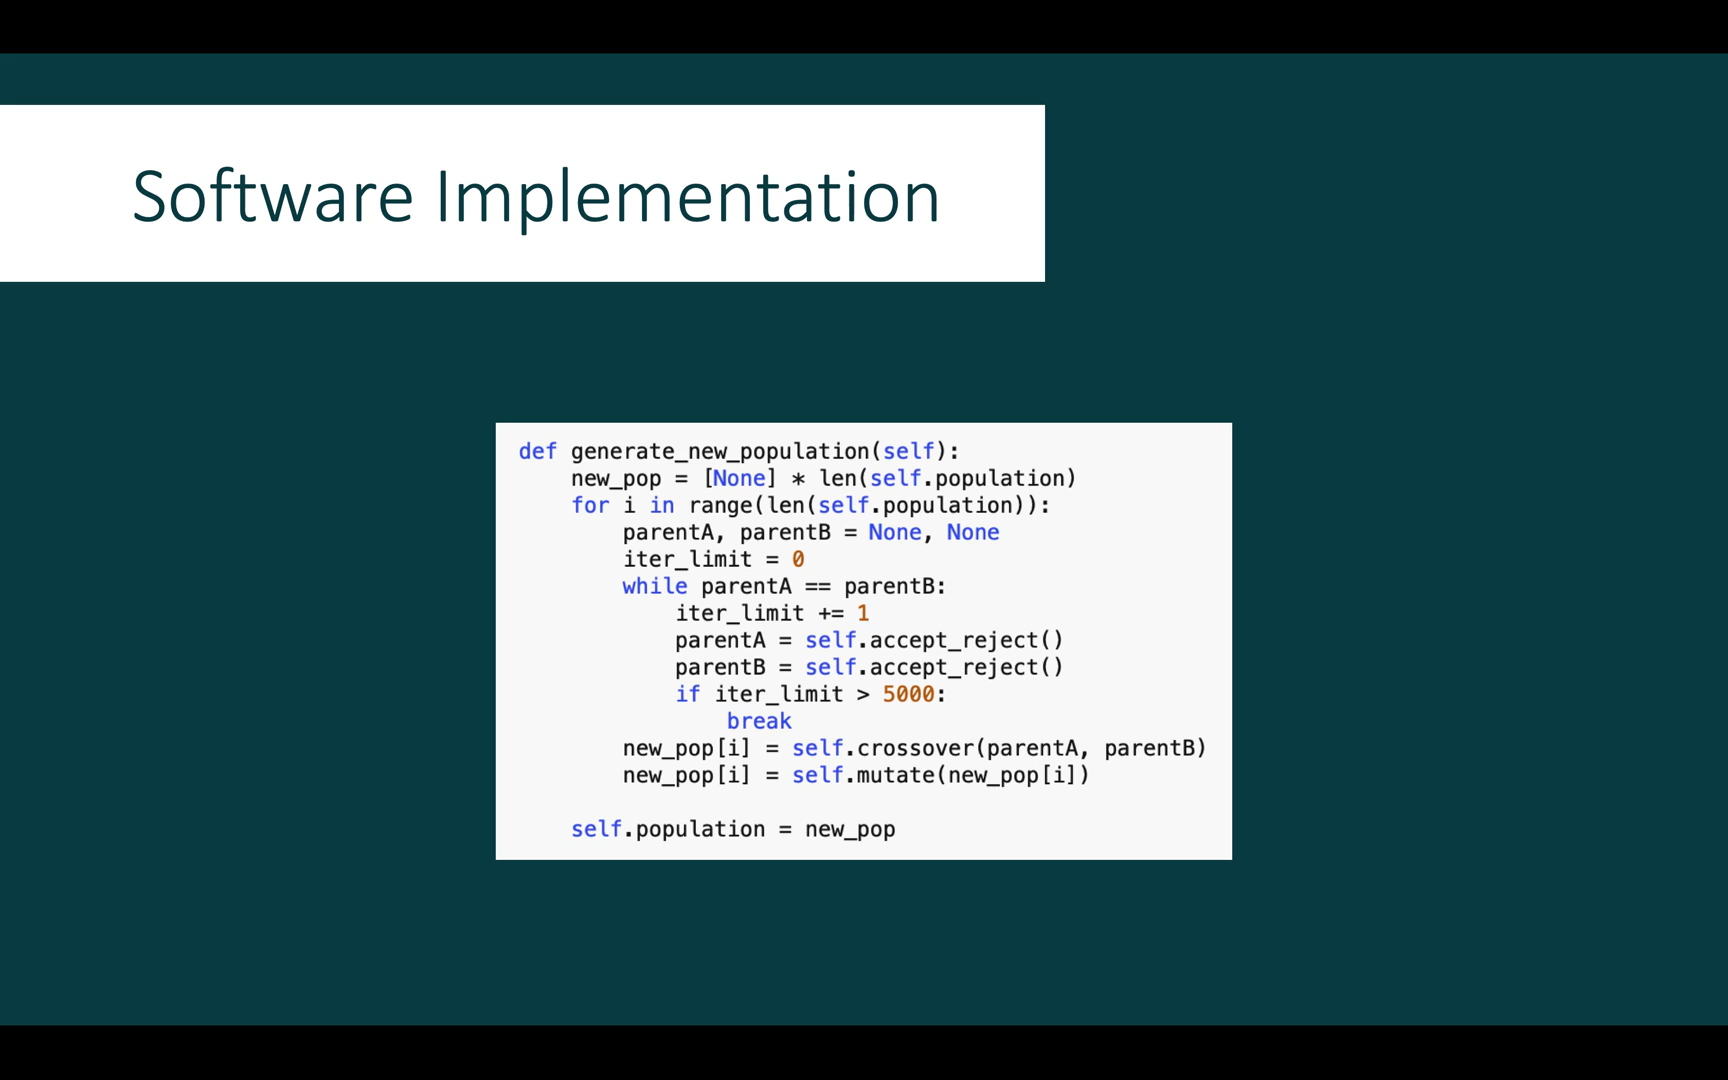 Software Implementation
def generate_new_population(self):
    new_pop = [None] * len(self.population)
    for i in range(len(self.population)):
        parentA, parentB = None, None
        iter_limit = 0
        while parentA == parentB:
            iter_limit += 1
            parentA = self.accept_reject()
            parentB = self.accept_reject()
            if iter_limit > 5000:
                break
        new_pop[i] = self.crossover(parentA, parentB)
        new_pop[i] = self.mutate(new_pop[i])
    self.population = new_pop